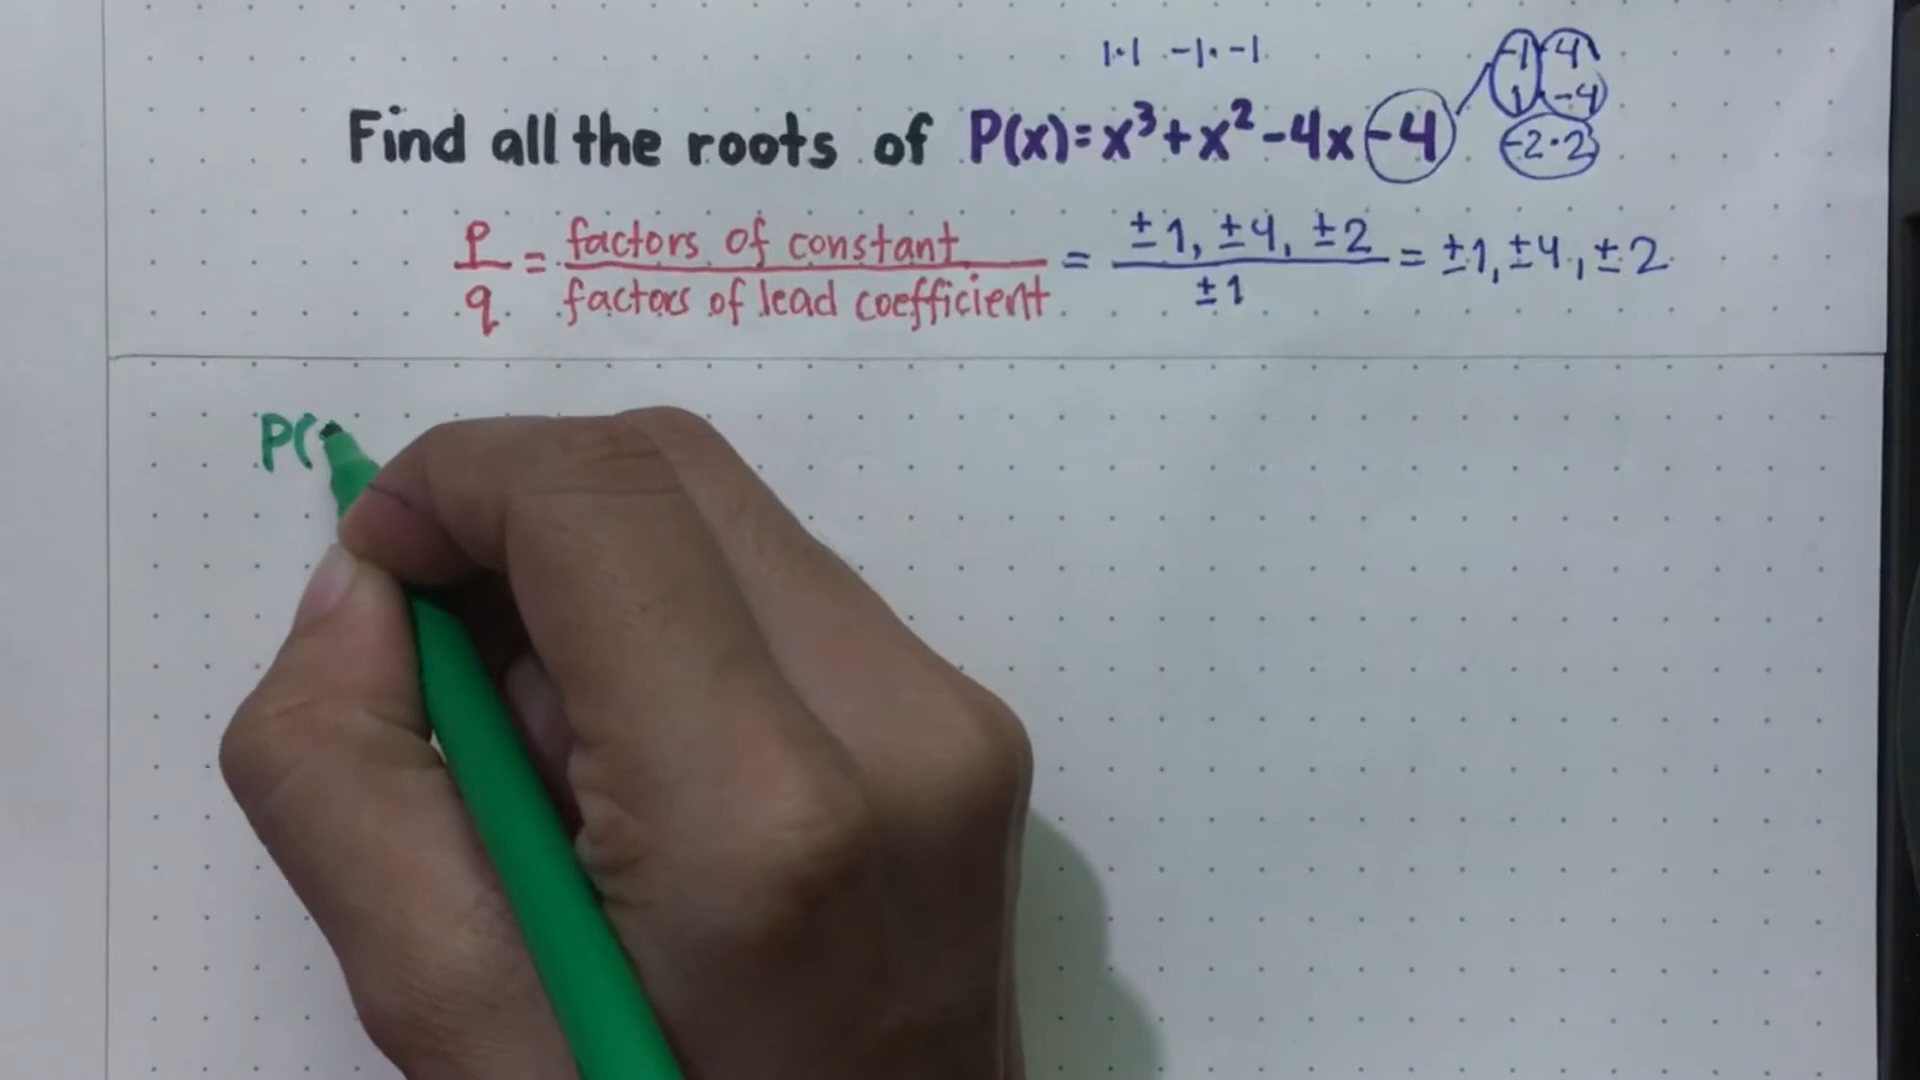 1·1 -1·-1
-1 4
1·-4
-2·2
Find all the roots of P(x)=x³+x²-4x-4
p/q = factors of constant/factors of lead coefficient = ±1, ±4, ±2/±1 = ±1, ±4, ±2
P(